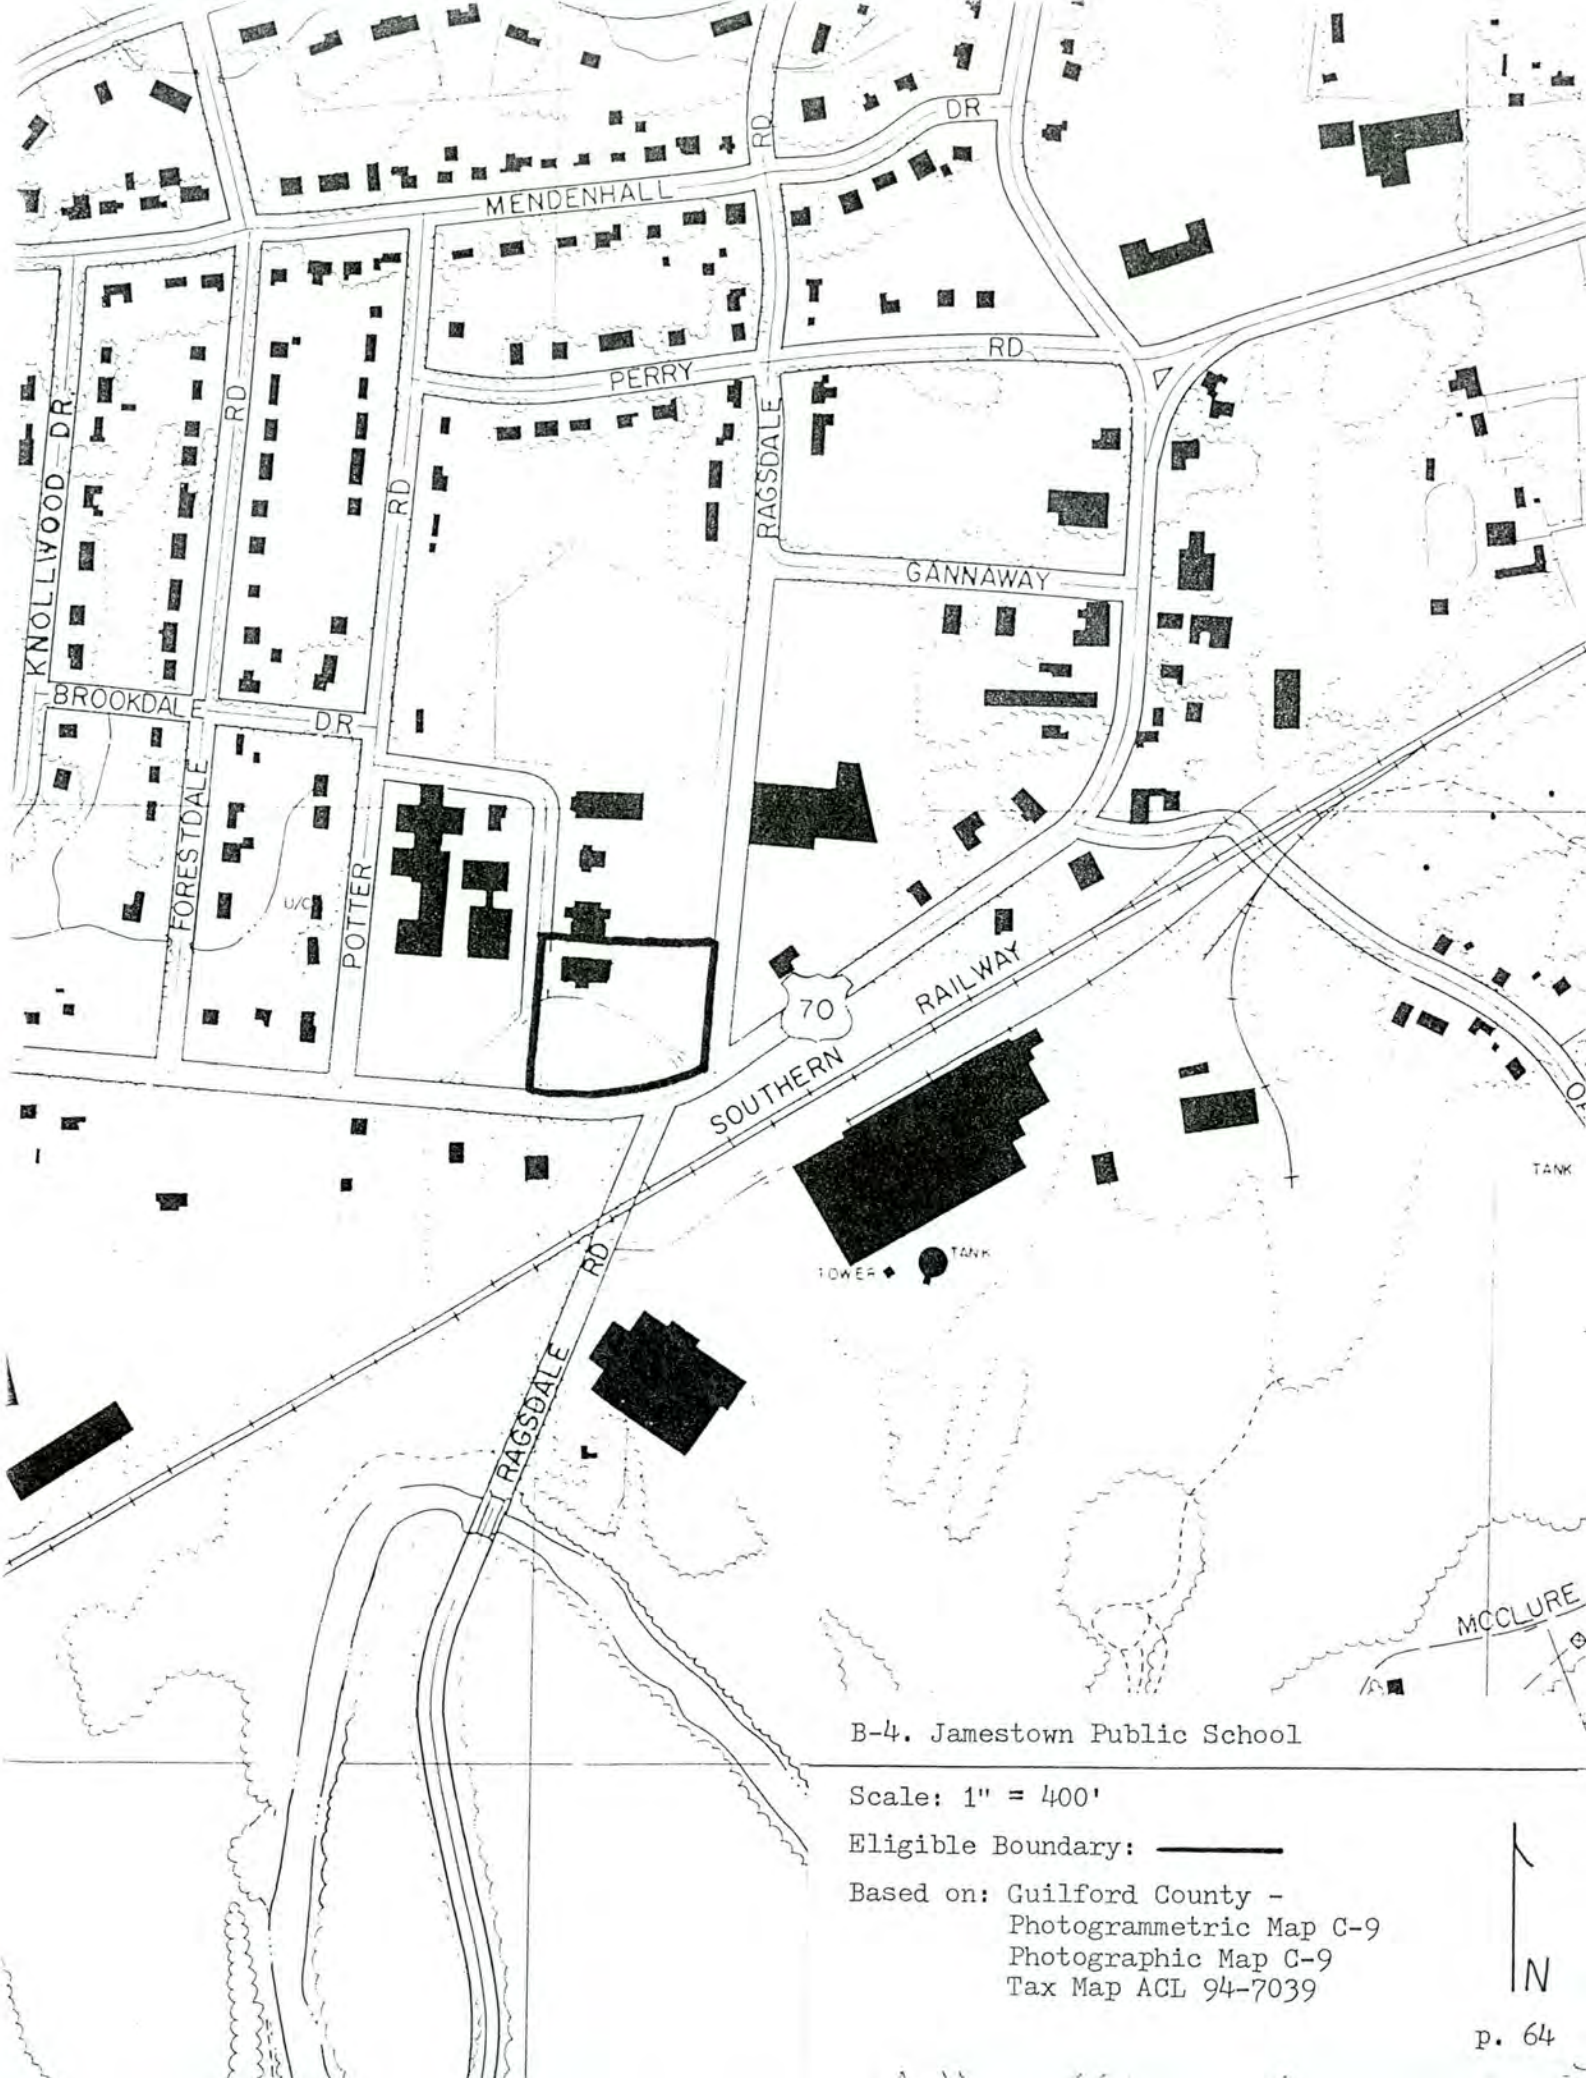 RD
DR
MENDENHALL
RD
PERRY
KNOLLWOOD DR.
RD
RD
RAGSDALE
GANNAWAY
BROOKDALE
DR
FORESTDALE
U/C
POTTER
70
SOUTHERN RAILWAY
TANK
TOWER
TANK
RAGSDALE RD
MCCLURE
B-4. Jamestown Public School
Scale: 1" = 400'
Eligible Boundary:
Based on: Guilford County -
Photogrammetric Map C-9
Photographic Map C-9
Tax Map ACL 94-7039
N
p. 64